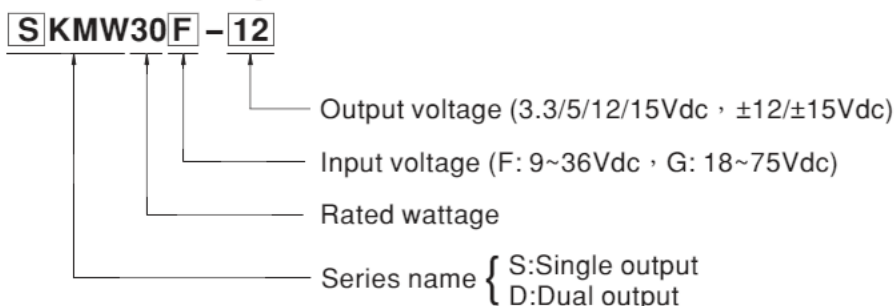 SKMW30F-12
Output voltage (3.3/5/12/15Vdc,±12/±15Vdc)
Input voltage (F: 9~36Vdc,G: 18~75Vdc)
Rated wattage
Series name { S:Single output
D:Dual output